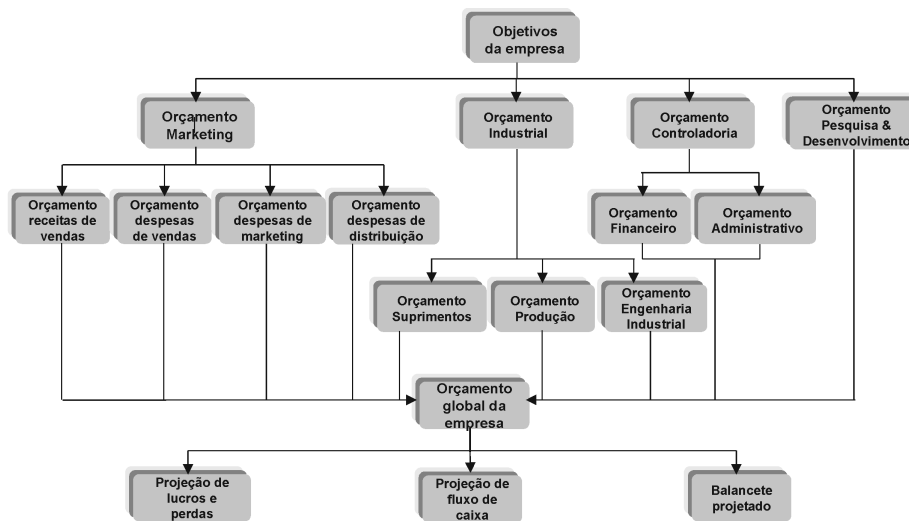 Objetivos
da empresa
Orçamento
Marketing
Orçamento
Industrial
Orçamento
Controladoria
Orçamento
Pesquisa &
Desenvolvimento
Orçamento
receitas de
vendas
Orçamento
despesas
de vendas
Orçamento
despesas de
marketing
Orçamento
despesas de
distribuição
Orçamento
Financeiro
Orçamento
Administrativo
Orçamento
Suprimentos
Orçamento
Produção
Orçamento
Engenharia
Industrial
Orçamento
global da
empresa
Projeção de
lucros e
perdas
Projeção de
fluxo de
caixa
Balancete
projetado